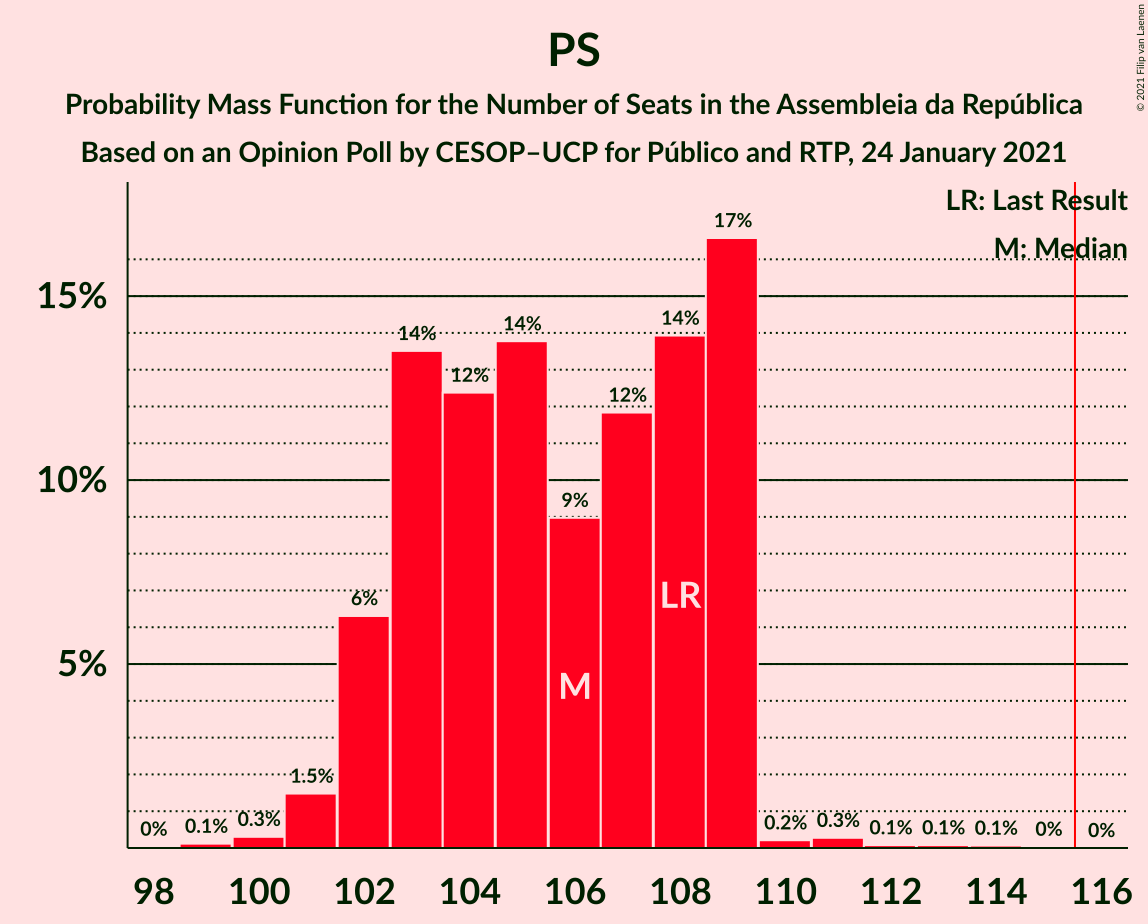 PS
Probability Mass Function for the Number of Seats in the Assembleia da República
Based on an Opinion Poll by CESOP–UCP for Público and RTP, 24 January 2021
© 2021 Filip van Laenen
LR: Last Result
M: Median
17%
15%
14%
14%
14%
12%
12%
10%
9%
6%
LR
5%
M
1.5%
0%
0.1%
0.3%
0.2%
0.3%
0.1%
0.1%
0.1%
0%
0%
98 100 102 104 106 108 110 112 114 116